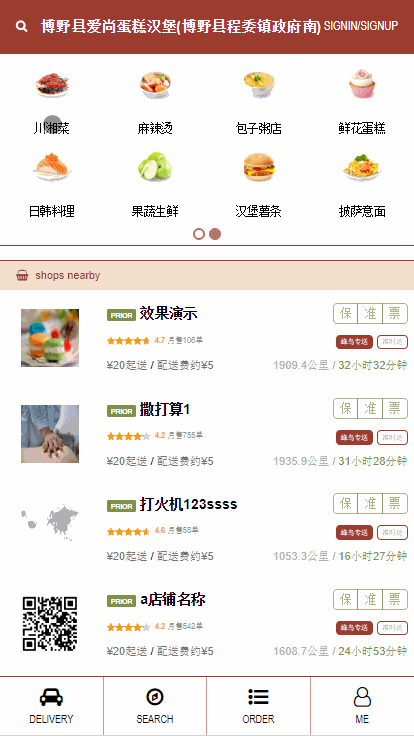 博野县爱尚蛋糕汉堡(博野县程委镇政府南) SIGNIN/SIGNUP
川湘菜 麻辣烫 包子粥店 鲜花蛋糕
日韩料理 果蔬生鲜 汉堡薯条 披萨意面
shops nearby
PRIOR 效果演示 保 准 票
4.7 月售106单 蜂鸟专送 准时送
¥20起送 / 配送费约¥5 1909.4公里 / 32小时32分钟
PRIOR 撒打算1 保 准 票
4.2 月售755单 蜂鸟专送 准时送
¥20起送 / 配送费约¥5 1935.9公里 / 31小时28分钟
PRIOR 打火机123ssss 保 准 票
4.6 月售58单 蜂鸟专送 准时送
¥20起送 / 配送费约¥5 1053.3公里 / 16小时27分钟
PRIOR a店铺名称 保 准 票
4.2 月售542单 蜂鸟专送 准时送
¥20起送 / 配送费约¥5 1608.7公里 / 24小时53分钟
DELIVERY SEARCH ORDER ME